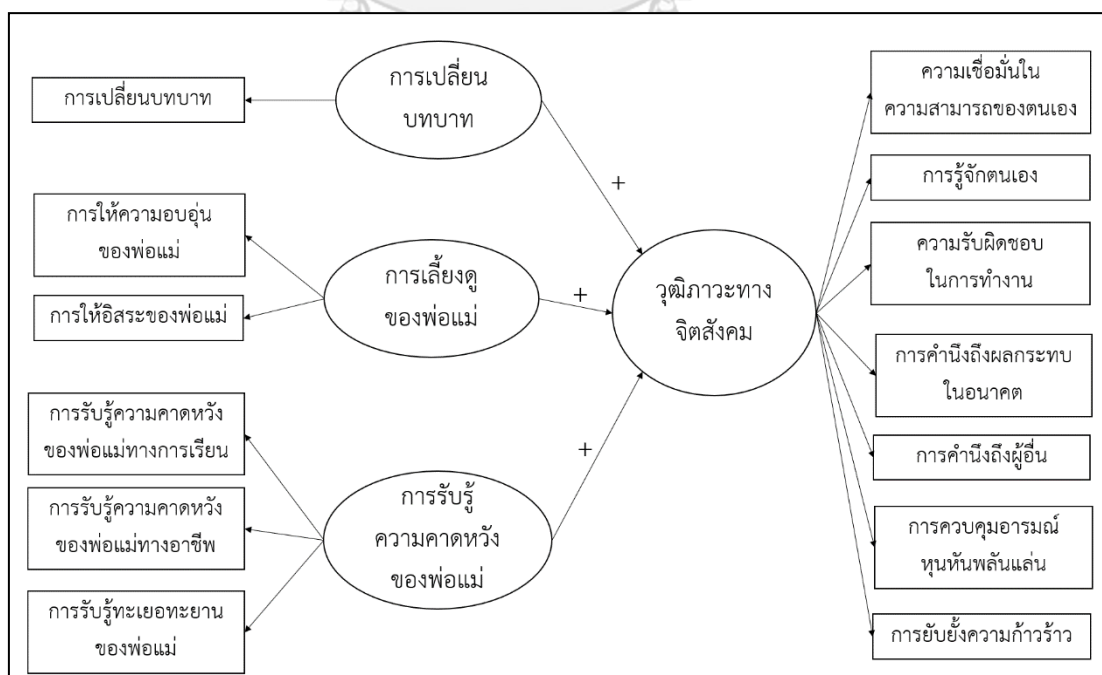 การเปลี่ยนบทบาท
การให้ความอบอุ่น
ของพ่อแม่
การให้อิสระของพ่อแม่
การรับรู้ความคาดหวัง
ของพ่อแม่ทางการเรียน
การรับรู้ความคาดหวัง
ของพ่อแม่ทางอาชีพ
การรับรู้ทะเยอทะยาน
ของพ่อแม่
การเปลี่ยน
บทบาท
การเลี้ยงดู
ของพ่อแม่
การรับรู้
ความคาดหวัง
ของพ่อแม่
+
+
+
วุฒิภาวะทาง
จิตสังคม
ความเชื่อมั่นใน
ความสามารถของตนเอง
การรู้จักตนเอง
ความรับผิดชอบ
ในการทำงาน
การคำนึงถึงผลกระทบ
ในอนาคต
การคำนึงถึงผู้อื่น
การควบคุมอารมณ์
หุนหันพลันแล่น
การยับยั้งความก้าวร้าว